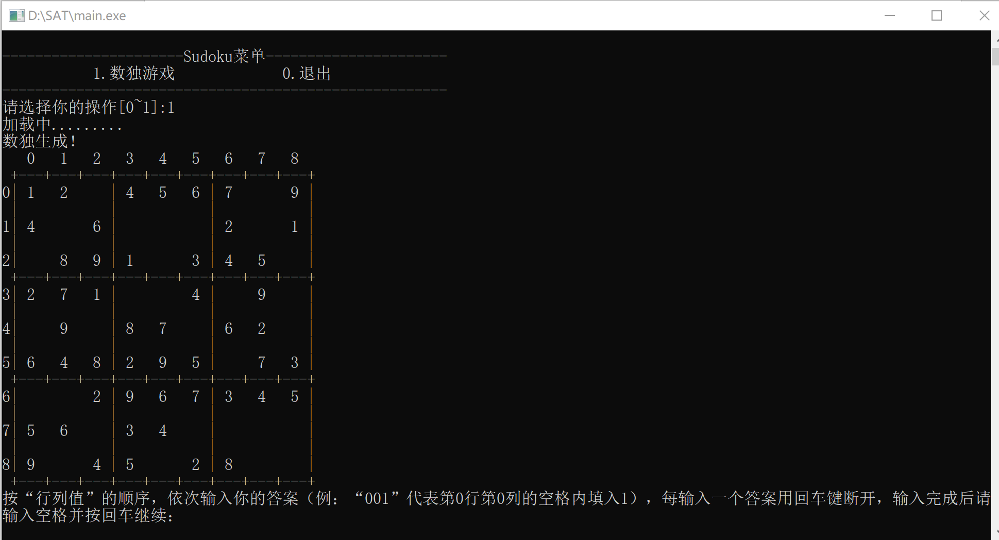 D:\SAT\main.exe
----------------------Sudoku菜单----------------------
           1.数独游戏             0.退出
------------------------------------------------------
请选择你的操作[0~1]:1
加载中.........
数独生成!
   0   1   2   3   4   5   6   7   8
 +---+---+---+---+---+---+---+---+---+
0| 1   2     | 4   5   6 | 7       9 |
 |           |           |           |
1| 4       6 |           | 2       1 |
 |           |           |           |
2|     8   9 | 1       3 | 4   5     |
 +---+---+---+---+---+---+---+---+---+
3| 2   7   1 |         4 |     9     |
 |           |           |           |
4|     9     | 8   7     | 6   2     |
 |           |           |           |
5| 6   4   8 | 2   9   5 |     7   3 |
 +---+---+---+---+---+---+---+---+---+
6|         2 | 9   6   7 | 3   4   5 |
 |           |           |           |
7| 5   6     | 3   4     |           |
 |           |           |           |
8| 9       4 | 5       2 | 8         |
 +---+---+---+---+---+---+---+---+---+
按“行列值”的顺序，依次输入你的答案（例：“001”代表第0行第0列的空格内填入1），每输入一个答案用回车键断开，输入完成后请
输入空格并按回车继续：